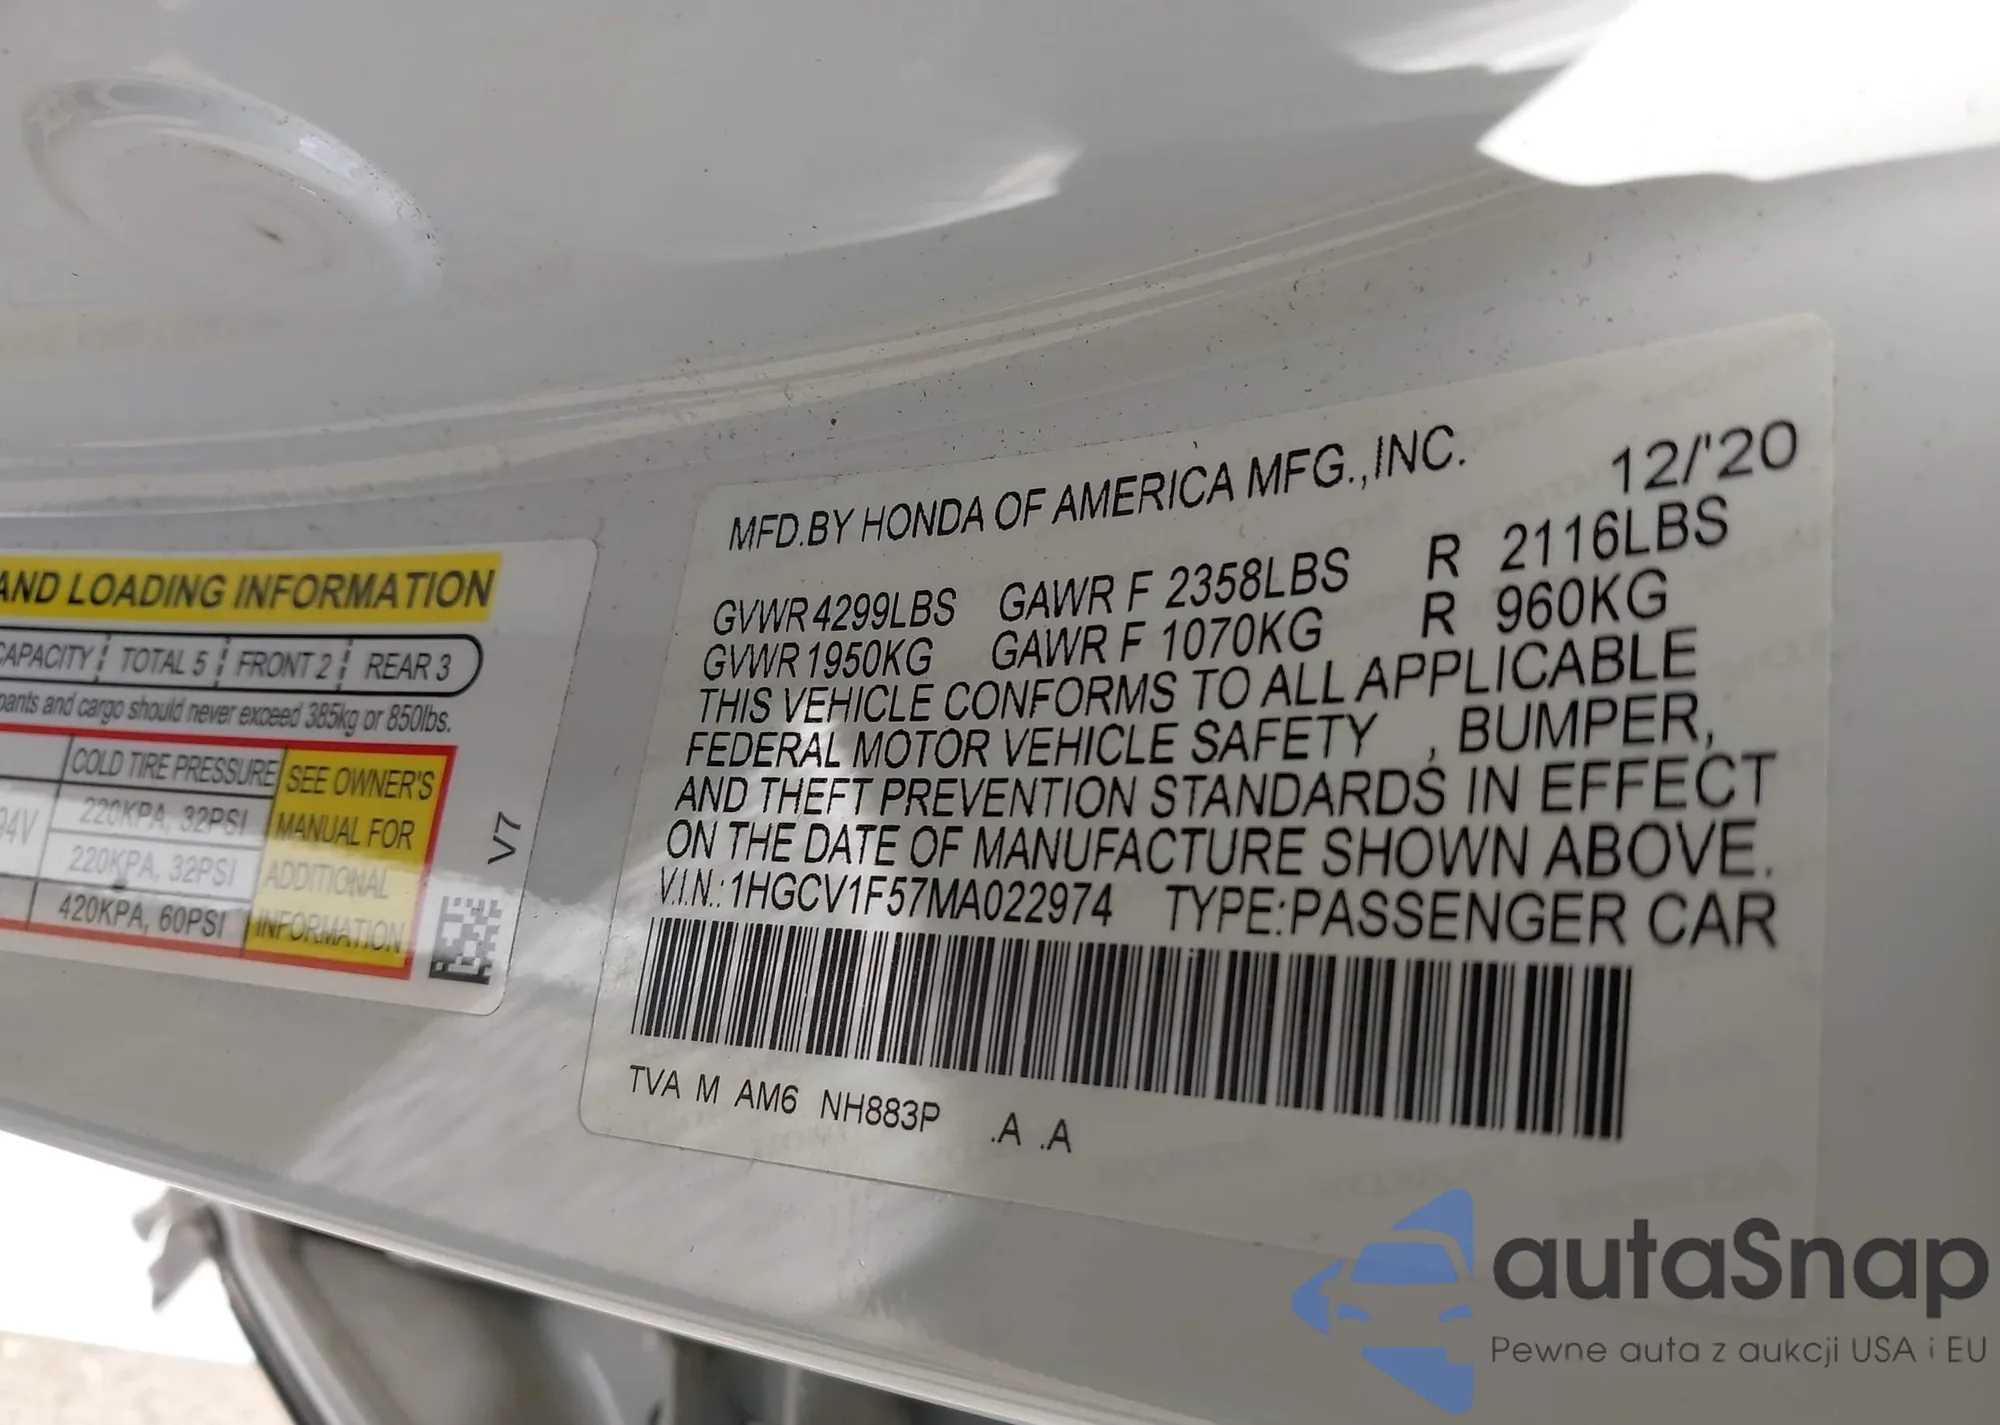 AND LOADING INFORMATION
CAPACITY TOTAL 5 FRONT 2 REAR 3
and cargo should never exceed 385kg or 850lbs.
COLD TIRE PRESSURE
94V 220KPA, 32PSI
220KPA, 32PSI
420KPA, 60PSI
SEE OWNER'S
MANUAL FOR
ADDITIONAL
INFORMATION
V7
MFD.BY HONDA OF AMERICA MFG.,INC. 12/'20
GVWR 4299LBS GAWR F 2358LBS R 2116LBS
GVWR 1950KG GAWR F 1070KG R 960KG
THIS VEHICLE CONFORMS TO ALL APPLICABLE
FEDERAL MOTOR VEHICLE SAFETY , BUMPER,
AND THEFT PREVENTION STANDARDS IN EFFECT
ON THE DATE OF MANUFACTURE SHOWN ABOVE.
V.I.N.: 1HGCV1F57MA022974 TYPE:PASSENGER CAR
TVA M AM6 NH883P .A .A
autaSnap
Pewne auta z aukcji USA i EU